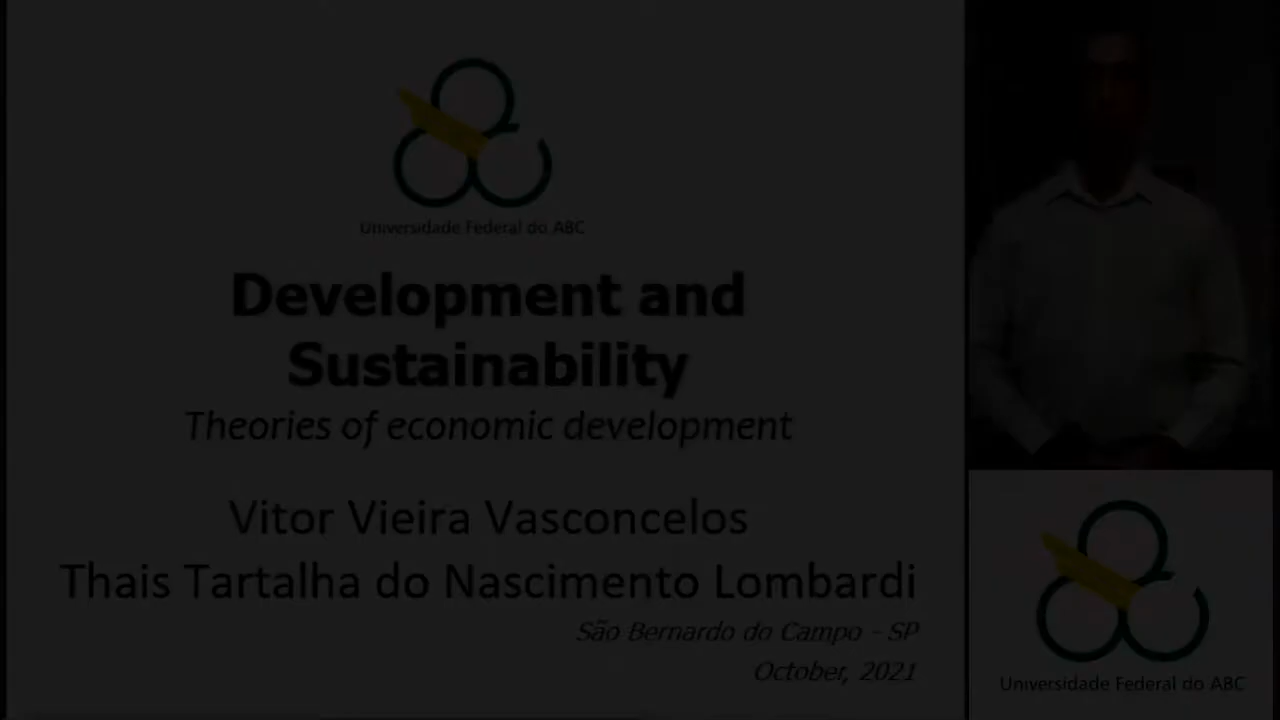 Universidade Federal do ABC
Development and
Sustainability
Theories of economic development
Vitor Vieira Vasconcelos
Thais Tartalha do Nascimento Lombardi
São Bernardo do Campo - SP
October, 2021
Universidade Federal do ABC